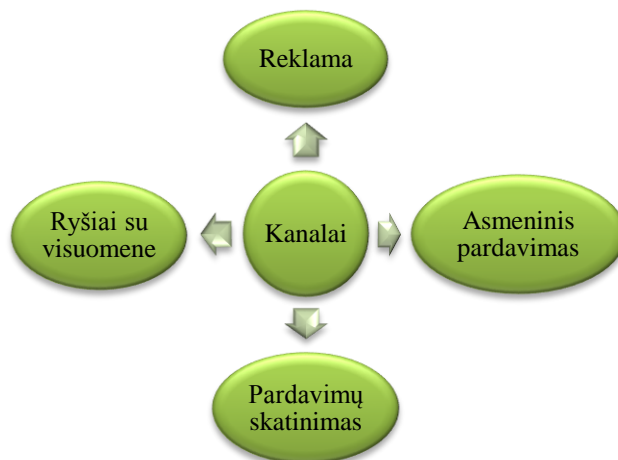 Reklama
Ryšiai su
visuomene
Kanalai
Asmeninis
pardavimas
Pardavimų
skatinimas